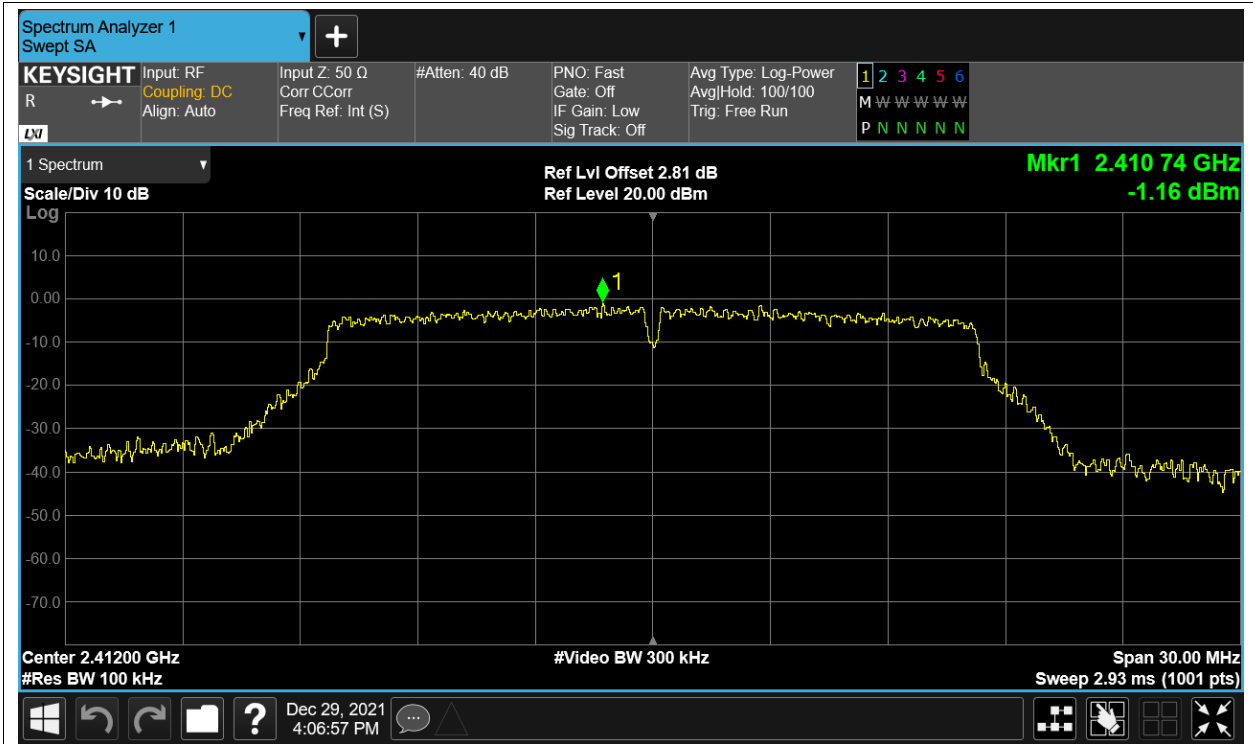 Spectrum Analyzer 1
Swept SA
KEYSIGHT
R
LXI
Input: RF
Coupling: DC
Align: Auto
Input Z: 50 Ω
Corr CCorr
Freq Ref: Int (S)
#Atten: 40 dB
PNO: Fast
Gate: Off
IF Gain: Low
Sig Track: Off
Avg Type: Log-Power
Avg|Hold: 100/100
Trig: Free Run
1 2 3 4 5 6
M W W W W W
P N N N N N
1 Spectrum
Scale/Div 10 dB
Log
Ref Lvl Offset 2.81 dB
Ref Level 20.00 dBm
Mkr1 2.410 74 GHz
-1.16 dBm
10.0
0.00
-10.0
-20.0
-30.0
-40.0
-50.0
-60.0
-70.0
1
Center 2.41200 GHz
#Res BW 100 kHz
#Video BW 300 kHz
Span 30.00 MHz
Sweep 2.93 ms (1001 pts)
?
Dec 29, 2021
4:06:57 PM